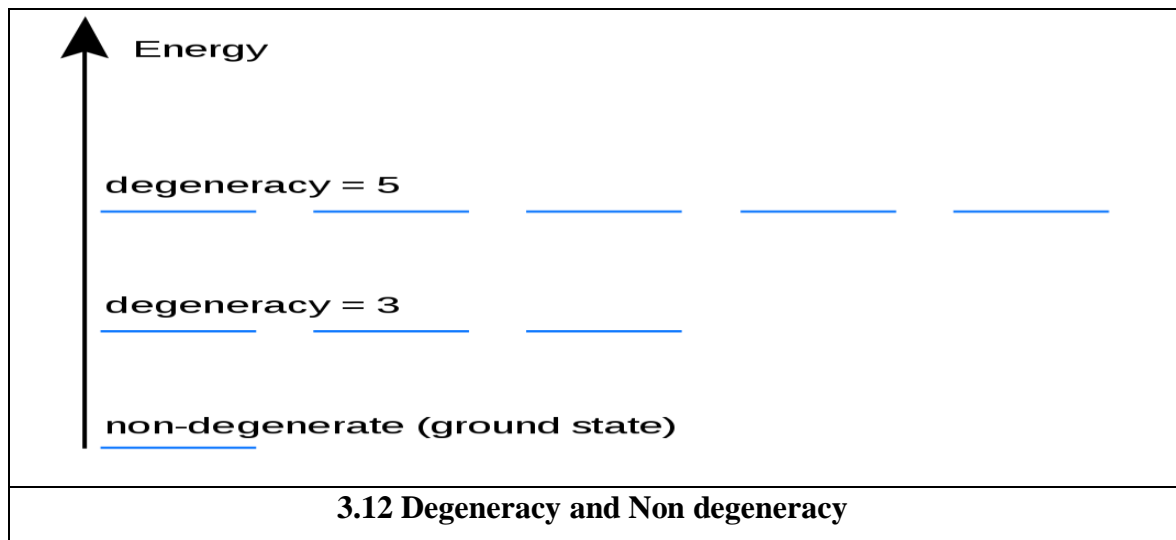 Energy
degeneracy = 5
degeneracy = 3
non-degenerate (ground state)
3.12 Degeneracy and Non degeneracy